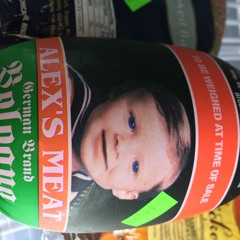 ALEX'S MEAT
German Brand
Bologna
TO BE WEIGHED AT TIME OF SALE